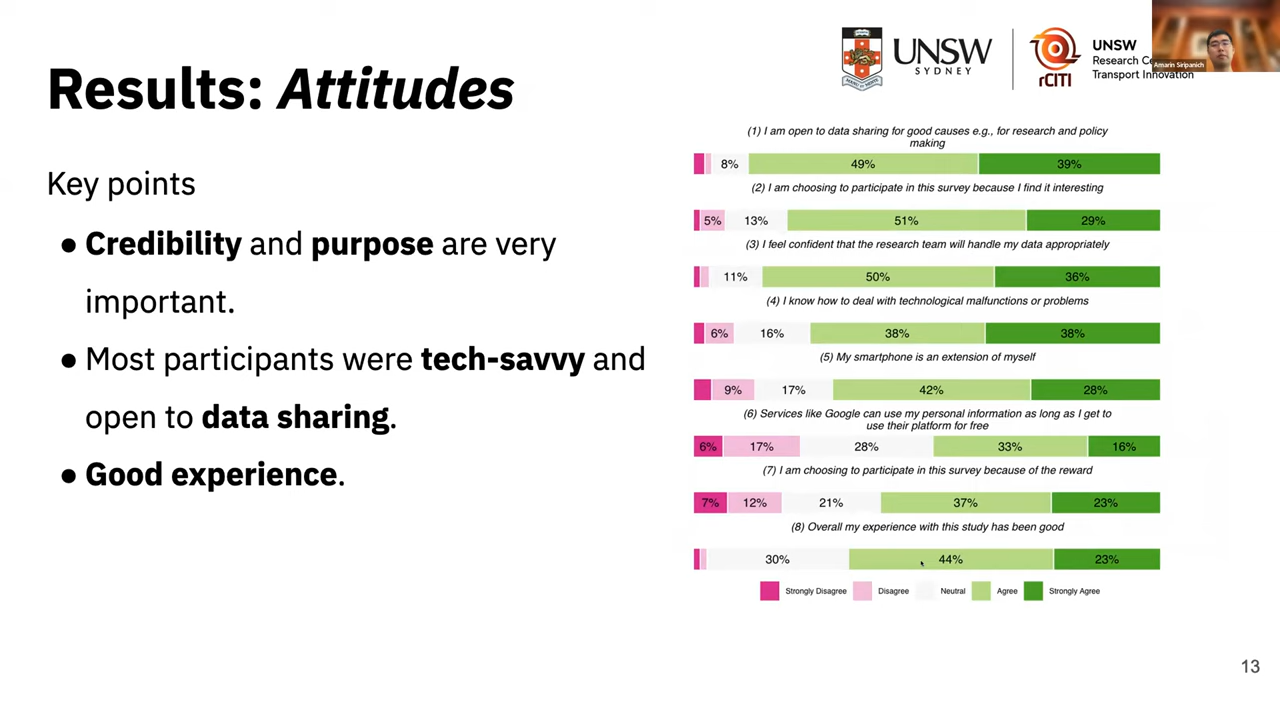 UNSW
SYDNEY
rCITI
UNSW
Research C
Transport Innovation
Amarin Siripanich
Results: Attitudes
Key points
● Credibility and purpose are very
important.
● Most participants were tech-savvy and
open to data sharing.
● Good experience.
(1) I am open to data sharing for good causes e.g., for research and policy
making
8% 49% 39%
(2) I am choosing to participate in this survey because I find it interesting
5% 13% 51% 29%
(3) I feel confident that the research team will handle my data appropriately
11% 50% 36%
(4) I know how to deal with technological malfunctions or problems
6% 16% 38% 38%
(5) My smartphone is an extension of myself
9% 17% 42% 28%
(6) Services like Google can use my personal information as long as I get to
use their platform for free
6% 17% 28% 33% 16%
(7) I am choosing to participate in this survey because of the reward
7% 12% 21% 37% 23%
(8) Overall my experience with this study has been good
30% 44% 23%
Strongly Disagree Disagree Neutral Agree Strongly Agree
13